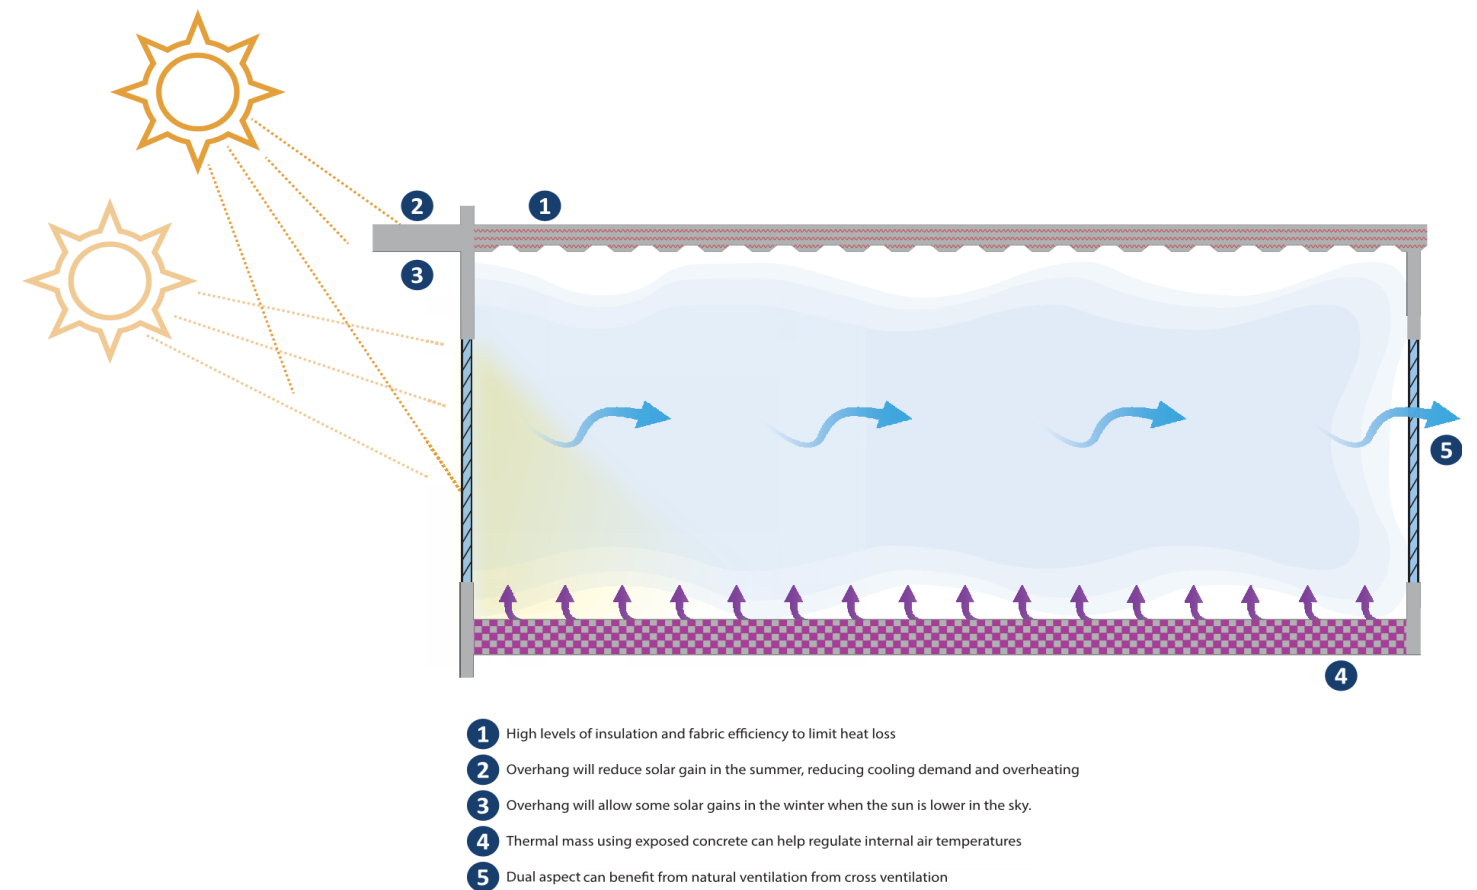 2
1
3
5
4
1 High levels of insulation and fabric efficiency to limit heat loss
2 Overhang will reduce solar gain in the summer, reducing cooling demand and overheating
3 Overhang will allow some solar gains in the winter when the sun is lower in the sky.
4 Thermal mass using exposed concrete can help regulate internal air temperatures
5 Dual aspect can benefit from natural ventilation from cross ventilation